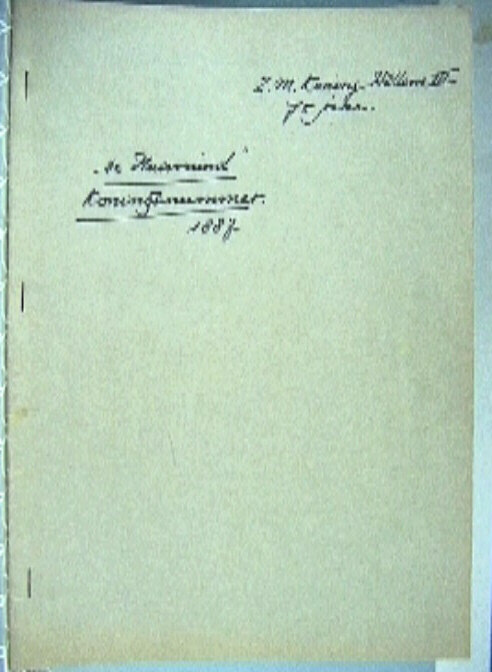 Z. M. Koning Willem III
70 jaar.
„de Huisvriend"
Koningsnummer.
1887